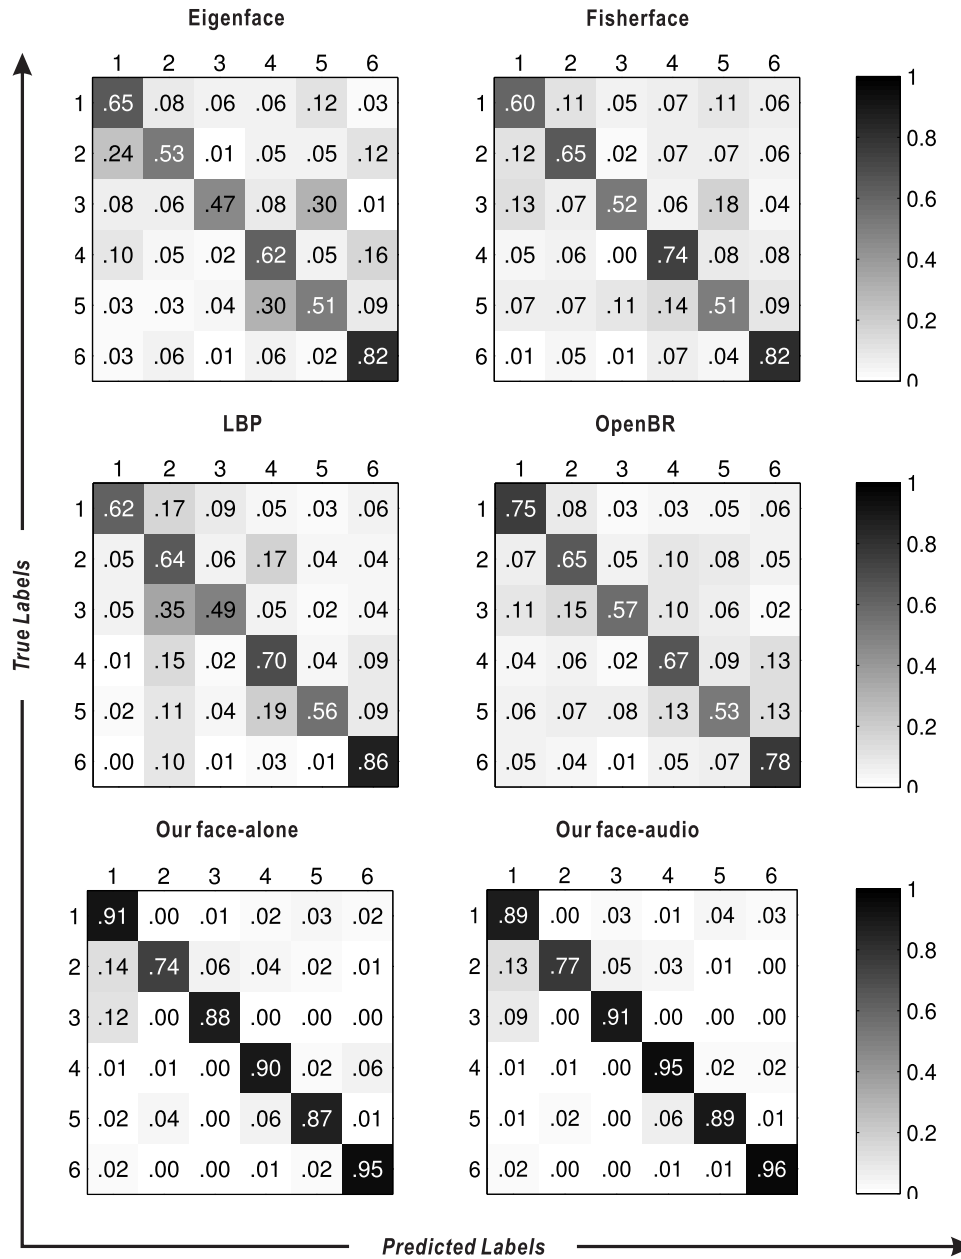 Eigenface Fisherface
1 2 3 4 5 6 1 2 3 4 5 6
1 .65 .08 .06 .06 .12 .03 1 .60 .11 .05 .07 .11 .06 1
2 .24 .53 .01 .05 .05 .12 2 .12 .65 .02 .07 .07 .06 0.8
3 .08 .06 .47 .08 .30 .01 3 .13 .07 .52 .06 .18 .04 0.6
4 .10 .05 .02 .62 .05 .16 4 .05 .06 .00 .74 .08 .08 0.4
5 .03 .03 .04 .30 .51 .09 5 .07 .07 .11 .14 .51 .09 0.2
6 .03 .06 .01 .06 .02 .82 6 .01 .05 .01 .07 .04 .82 0
LBP OpenBR
1 2 3 4 5 6 1 2 3 4 5 6
1 .62 .17 .09 .05 .03 .06 1 .75 .08 .03 .03 .05 .06 1
2 .05 .64 .06 .17 .04 .04 2 .07 .65 .05 .10 .08 .05 0.8
3 .05 .35 .49 .05 .02 .04 3 .11 .15 .57 .10 .06 .02 0.6
4 .01 .15 .02 .70 .04 .09 4 .04 .06 .02 .67 .09 .13 0.4
5 .02 .11 .04 .19 .56 .09 5 .06 .07 .08 .13 .53 .13 0.2
6 .00 .10 .01 .03 .01 .86 6 .05 .04 .01 .05 .07 .78 0
True Labels
Our face-alone Our face-audio
1 2 3 4 5 6 1 2 3 4 5 6
1 .91 .00 .01 .02 .03 .02 1 .89 .00 .03 .01 .04 .03 1
2 .14 .74 .06 .04 .02 .01 2 .13 .77 .05 .03 .01 .00 0.8
3 .12 .00 .88 .00 .00 .00 3 .09 .00 .91 .00 .00 .00 0.6
4 .01 .01 .00 .90 .02 .06 4 .01 .01 .00 .95 .02 .02 0.4
5 .02 .04 .00 .06 .87 .01 5 .01 .02 .00 .06 .89 .01 0.2
6 .02 .00 .00 .01 .02 .95 6 .02 .00 .00 .01 .01 .96 0
Predicted Labels